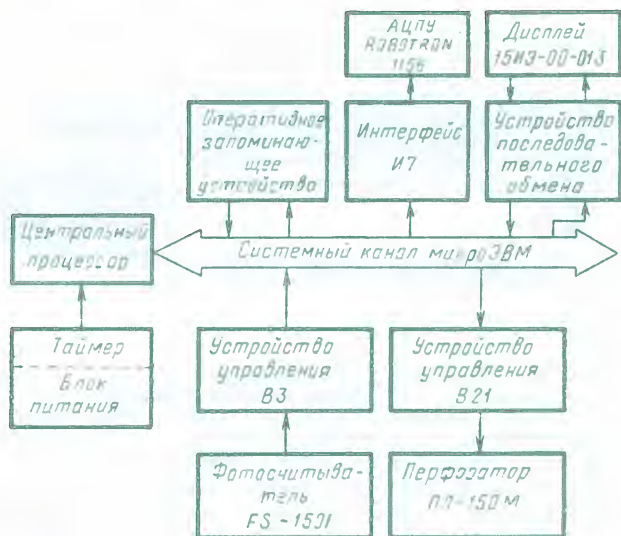 АЦПУ
ROBOTRON
1156
Дисплей
15ИЭ-00-013
Оперативное
запоминаю-
щее
устройство
Интерфейс
И7
Устройство
последова-
тельного
обмена
Центральный
процессор
Системный канал микроЭВМ
Таймер
Блок
питания
Устройство
управления
В3
Устройство
управления
В21
Фотосчитыва-
тель
FS-1501
Перфоратор
ПЛ-150М